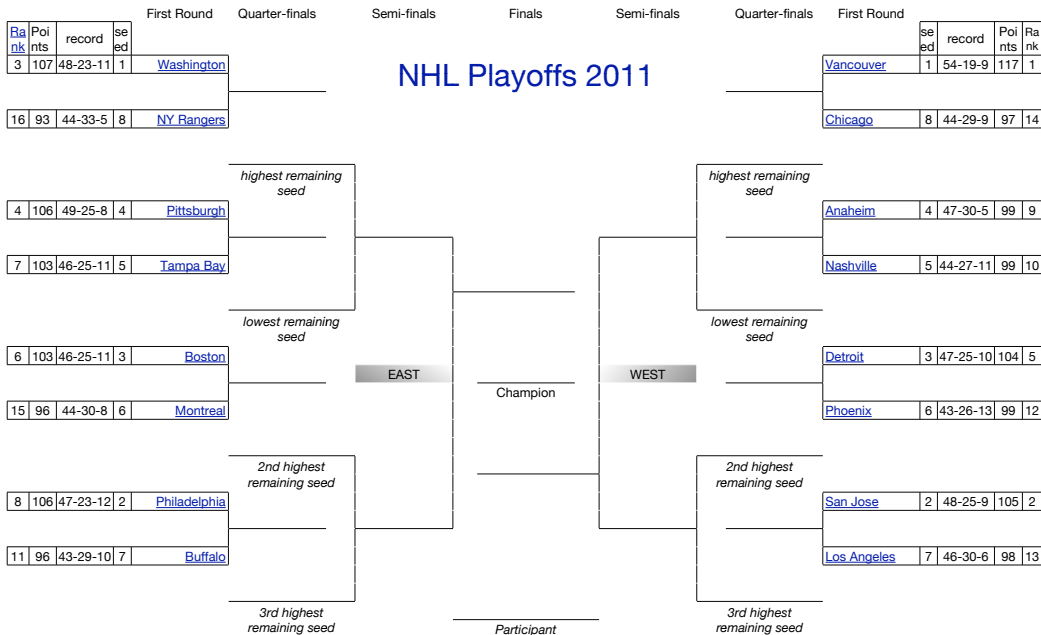 First Round Quarter-finals Semi-finals Finals Semi-finals Quarter-finals First Round
Ra
nk
Poi
nts
record
se
ed
se
ed
record
Poi
nts
Ra
nk
3 107 48-23-11 1 Washington
Vancouver 1 54-19-9 117 1
NHL Playoffs 2011
16 93 44-33-5 8 NY Rangers
Chicago 8 44-29-9 97 14
highest remaining
seed
highest remaining
seed
4 106 49-25-8 4 Pittsburgh
Anaheim 4 47-30-5 99 9
7 103 46-25-11 5 Tampa Bay
Nashville 5 44-27-11 99 10
lowest remaining
seed
lowest remaining
seed
6 103 46-25-11 3 Boston
Detroit 3 47-25-10 104 5
EAST
WEST
Champion
15 96 44-30-8 6 Montreal
Phoenix 6 43-26-13 99 12
2nd highest
remaining seed
2nd highest
remaining seed
8 106 47-23-12 2 Philadelphia
San Jose 2 48-25-9 105 2
11 96 43-29-10 7 Buffalo
Los Angeles 7 46-30-6 98 13
3rd highest
remaining seed
Participant
3rd highest
remaining seed